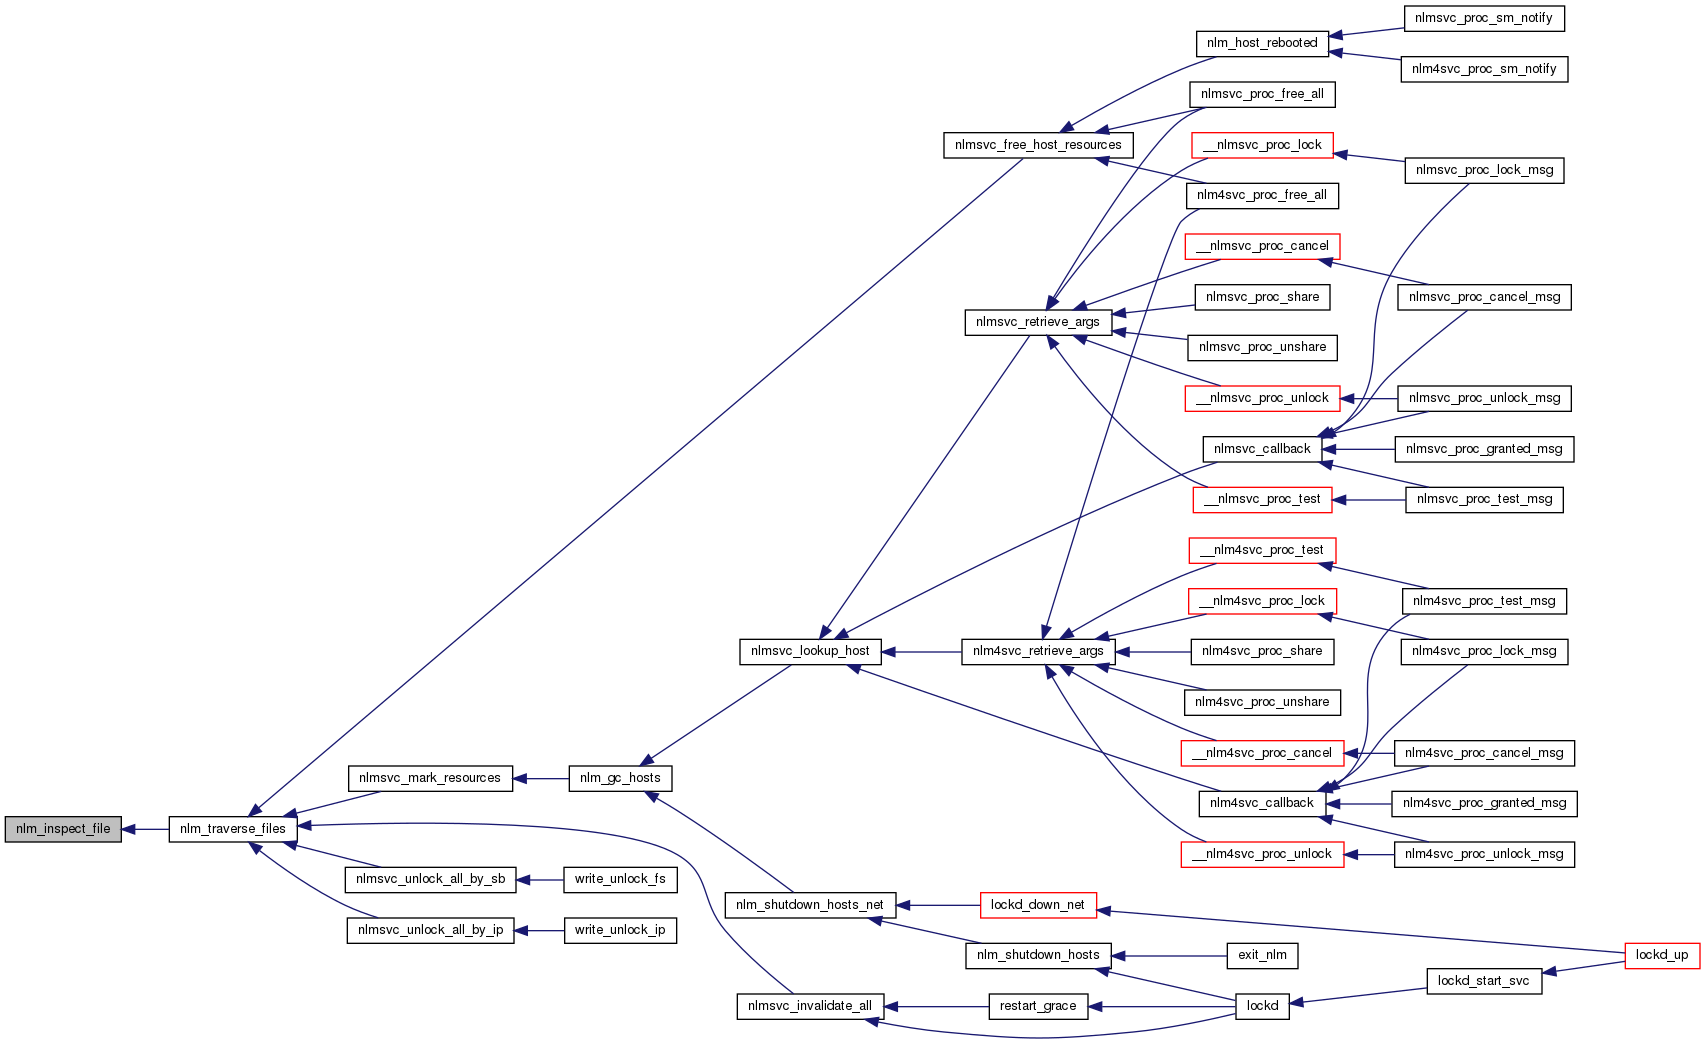 nlmsvc_proc_sm_notify
nlm_host_rebooted
nlm4svc_proc_sm_notify
nlmsvc_proc_free_all
nlmsvc_free_host_resources
__nlmsvc_proc_lock
nlmsvc_proc_lock_msg
nlm4svc_proc_free_all
__nlmsvc_proc_cancel
nlmsvc_proc_share
nlmsvc_proc_cancel_msg
nlmsvc_retrieve_args
nlmsvc_proc_unshare
__nlmsvc_proc_unlock
nlmsvc_proc_unlock_msg
nlmsvc_callback
nlmsvc_proc_granted_msg
__nlmsvc_proc_test
nlmsvc_proc_test_msg
__nlm4svc_proc_test
__nlm4svc_proc_lock
nlm4svc_proc_test_msg
nlmsvc_lookup_host
nlm4svc_retrieve_args
nlm4svc_proc_share
nlm4svc_proc_lock_msg
nlm4svc_proc_unshare
__nlm4svc_proc_cancel
nlm4svc_proc_cancel_msg
nlmsvc_mark_resources
nlm_gc_hosts
nlm4svc_callback
nlm4svc_proc_granted_msg
nlm_inspect_file
nlm_traverse_files
__nlm4svc_proc_unlock
nlm4svc_proc_unlock_msg
nlmsvc_unlock_all_by_sb
write_unlock_fs
nlm_shutdown_hosts_net
lockd_down_net
nlmsvc_unlock_all_by_ip
write_unlock_ip
nlm_shutdown_hosts
exit_nlm
lockd_up
lockd_start_svc
nlmsvc_invalidate_all
restart_grace
lockd